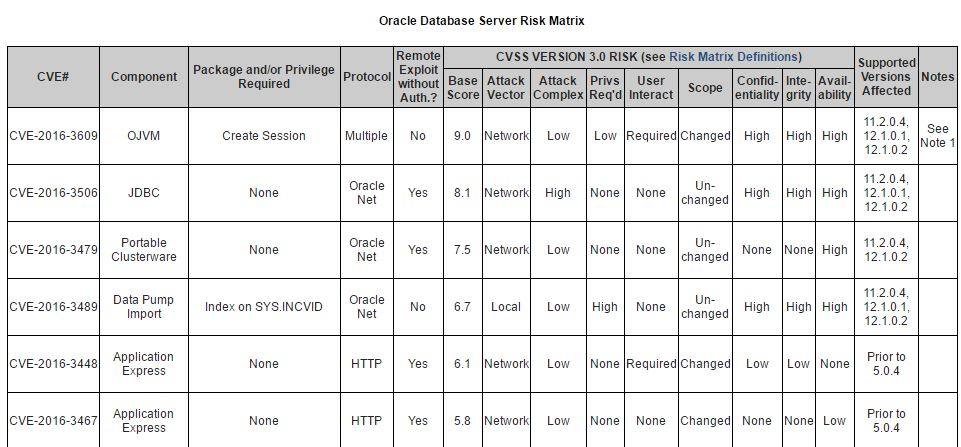 Oracle Database Server Risk Matrix
CVE# Component Package and/or Privilege Required Protocol Remote Exploit without Auth.? CVSS VERSION 3.0 RISK (see Risk Matrix Definitions) Supported Versions Affected Notes
Base Score Attack Vector Attack Complex Privs Req'd User Interact Scope Confid-entiality Inte-grity Avail-ability
CVE-2016-3609 OJVM Create Session Multiple No 9.0 Network Low Low Required Changed High High High 11.2.0.4, 12.1.0.1, 12.1.0.2 See Note 1
CVE-2016-3506 JDBC None Oracle Net Yes 8.1 Network High None None Un-changed High High High 11.2.0.4, 12.1.0.1, 12.1.0.2
CVE-2016-3479 Portable Clusterware None Oracle Net Yes 7.5 Network Low None None Un-changed None None High 11.2.0.4, 12.1.0.2
CVE-2016-3489 Data Pump Import Index on SYS.INCVID Oracle Net No 6.7 Local Low High None Un-changed High High High 11.2.0.4, 12.1.0.1, 12.1.0.2
CVE-2016-3448 Application Express None HTTP Yes 6.1 Network Low None Required Changed Low Low None Prior to 5.0.4
CVE-2016-3467 Application Express None HTTP Yes 5.8 Network Low None None Changed None None Low Prior to 5.0.4